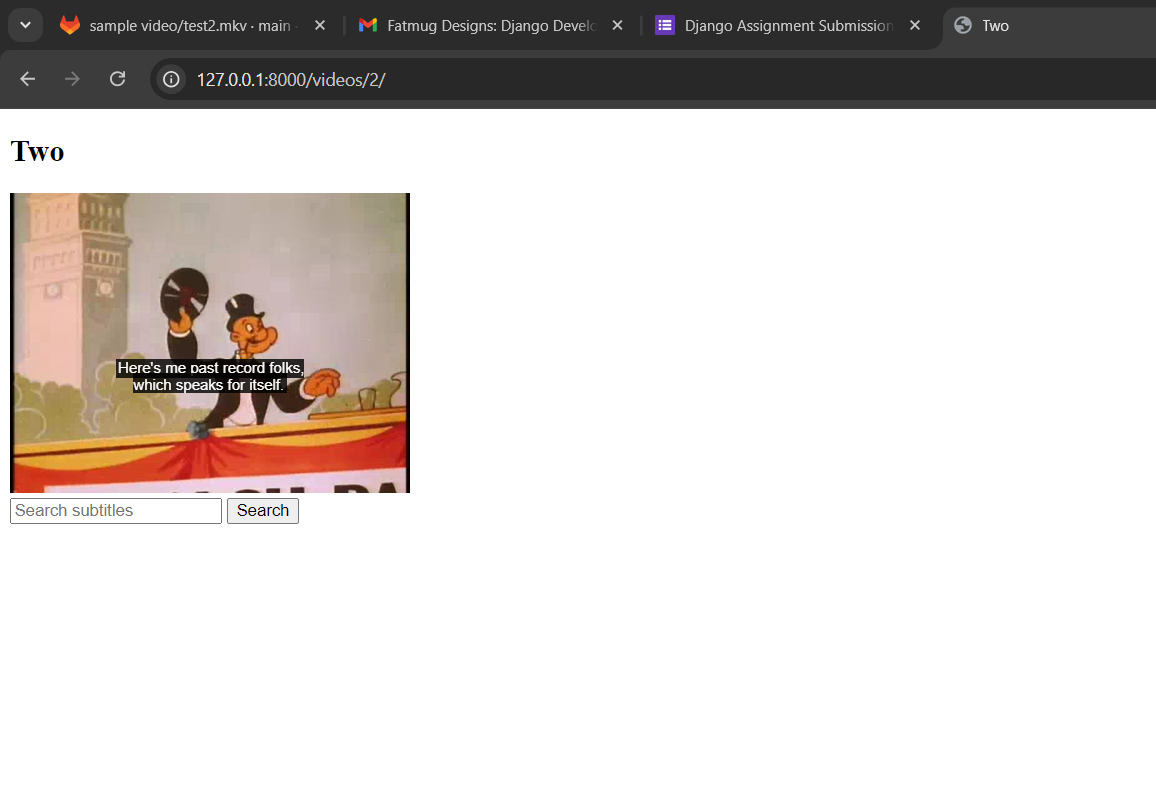 sample video/test2.mkv · main
Fatmug Designs: Django Develo
Django Assignment Submission
Two
127.0.0.1:8000/videos/2/
Two
Here's me past record folks,
which speaks for itself.
Search subtitles
Search